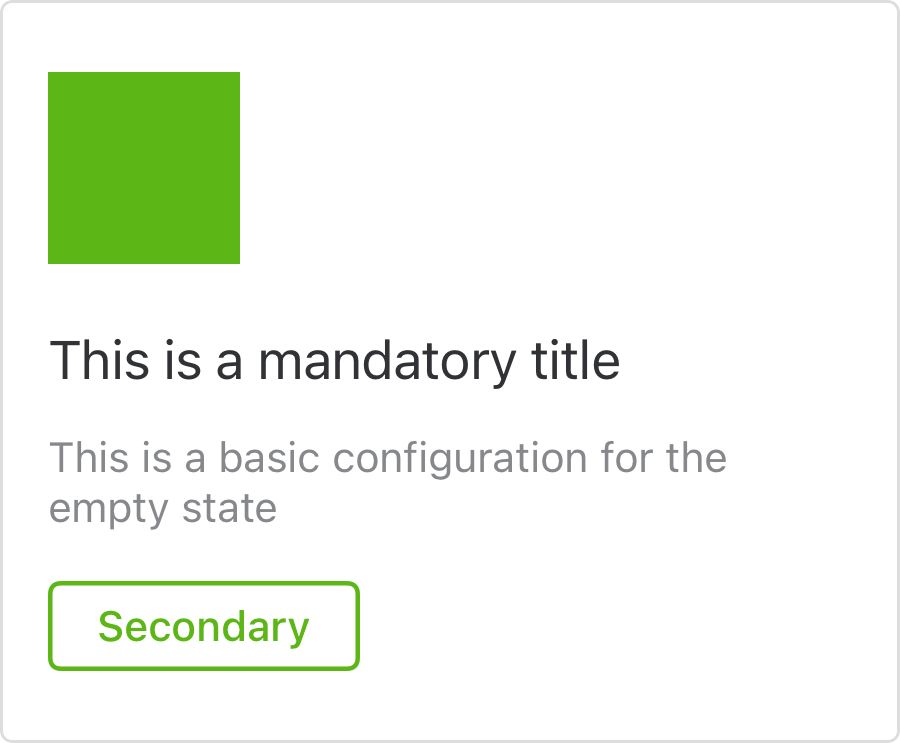 This is a mandatory title
This is a basic configuration for the
empty state
Secondary